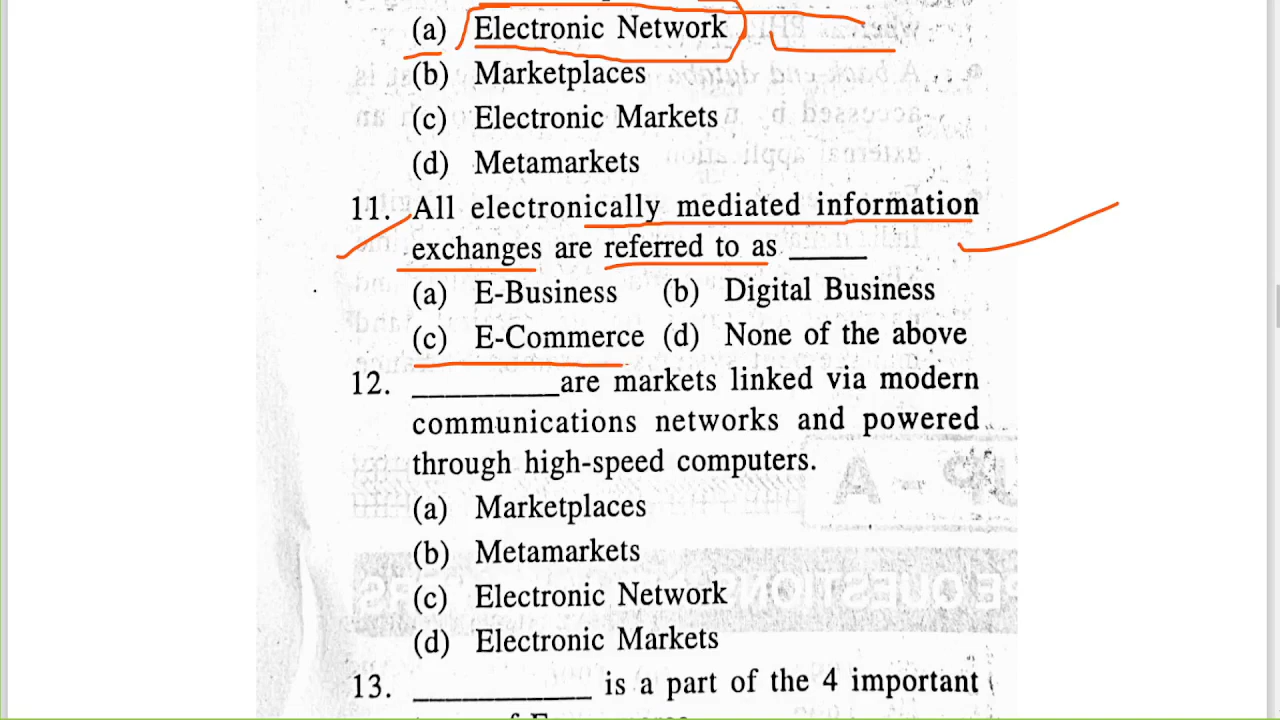 (a) Electronic Network
(b) Marketplaces
(c) Electronic Markets
(d) Metamarkets
11. All electronically mediated information
exchanges are referred to as _____
(a) E-Business (b) Digital Business
(c) E-Commerce (d) None of the above
12. _________are markets linked via modern
communications networks and powered
through high-speed computers.
(a) Marketplaces
(b) Metamarkets
(c) Electronic Network
(d) Electronic Markets
13. ___________ is a part of the 4 important